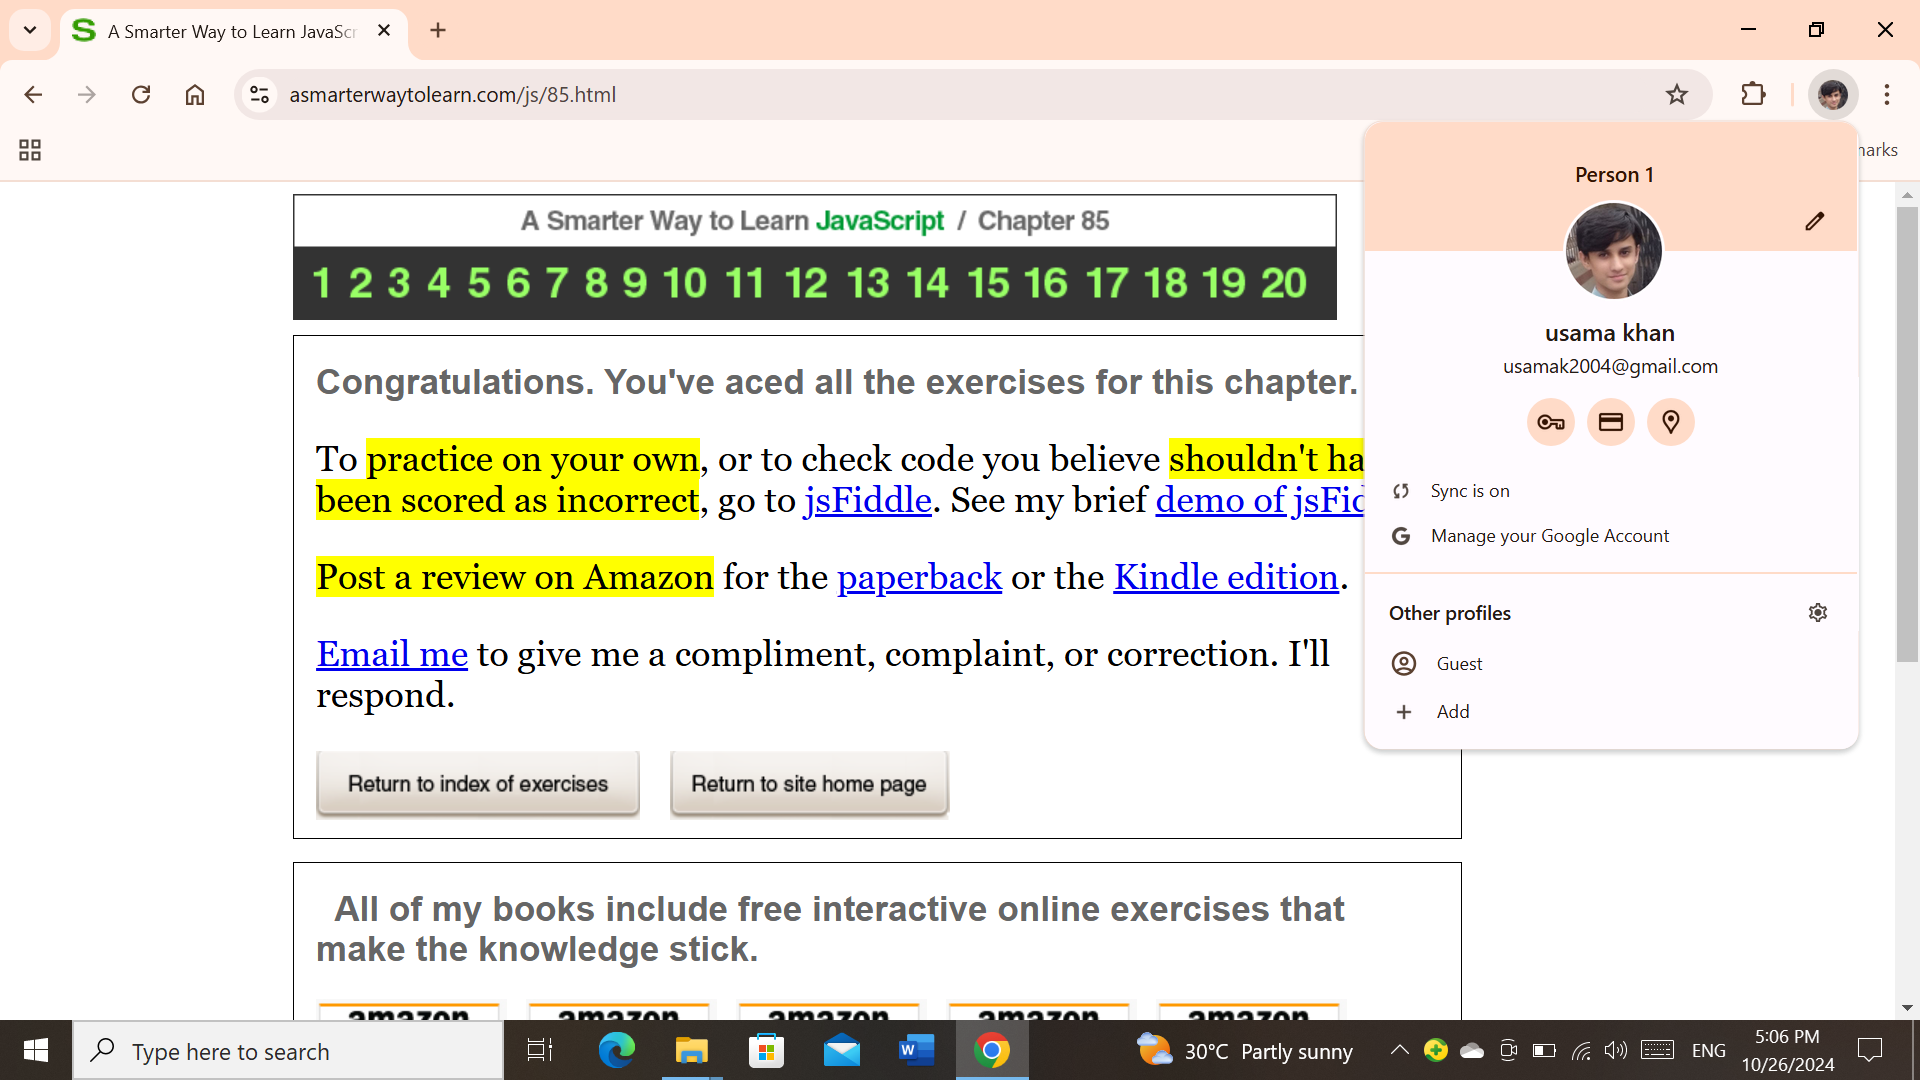 A Smarter Way to Learn JavaScr
asmarterwaytolearn.com/js/85.html
narks
A Smarter Way to Learn JavaScript / Chapter 85
1 2 3 4 5 6 7 8 9 10 11 12 13 14 15 16 17 18 19 20
Congratulations. You've aced all the exercises for this chapter.
To practice on your own, or to check code you believe shouldn't ha
been scored as incorrect, go to jsFiddle. See my brief demo of jsFid
Post a review on Amazon for the paperback or the Kindle edition.
Email me to give me a compliment, complaint, or correction. I'll
respond.
Return to index of exercises
Return to site home page
All of my books include free interactive online exercises that
make the knowledge stick.
amazon amazon amazon amazon amazon
Person 1
usama khan
usamak2004@gmail.com
Sync is on
Manage your Google Account
Other profiles
Guest
Add
Type here to search
30°C Partly sunny
ENG
5:06 PM
10/26/2024